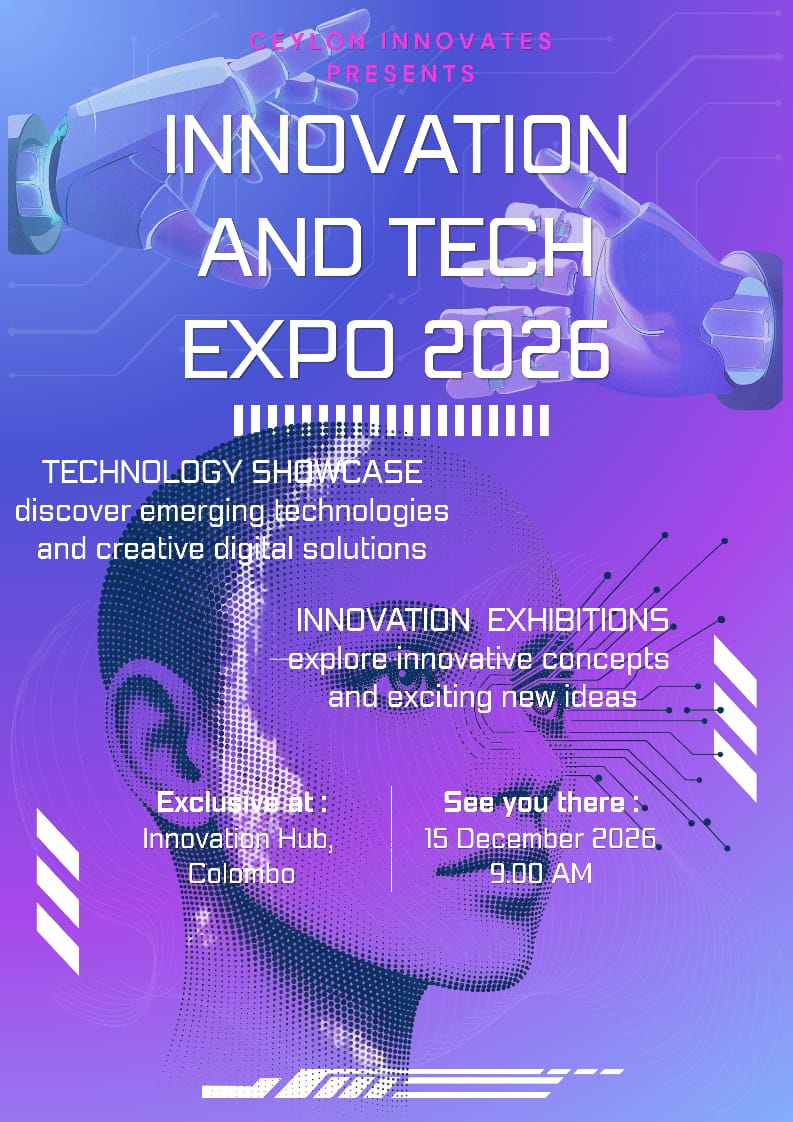 CEYLON INNOVATES
PRESENTS
INNOVATION
AND TECH
EXPO 2026
TECHNOLOGY SHOWCASE
discover emerging technologies
and creative digital solutions
INNOVATION EXHIBITIONS
explore innovative concepts
and exciting new ideas
Exclusive at :
Innovation Hub,
Colombo
See you there :
15 December 2026
9.00 AM